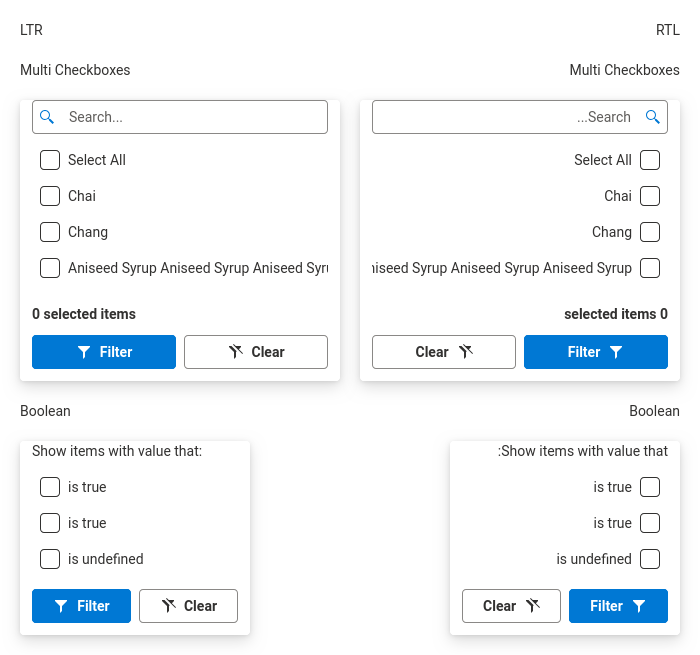 LTR
RTL
Multi Checkboxes
Multi Checkboxes
Search...
...Search
Select All
Select All
Chai
Chai
Chang
Chang
Aniseed Syrup Aniseed Syrup Aniseed
Syrup Aniseed Syrup Aniseed Syrup
0 selected items
selected items 0
Filter
Clear
Clear
Filter
Boolean
Boolean
Show items with value that:
:Show items with value that
is true
is true
is true
is true
is undefined
is undefined
Filter
Clear
Clear
Filter